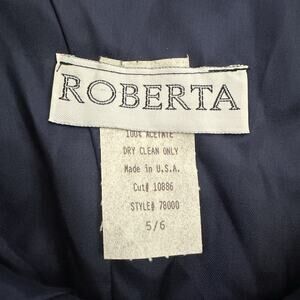 ROBERTA
100% ACETATE
DRY CLEAN ONLY
Made in U.S.A.
Cut# 10886
STYLE# 78000
5/6